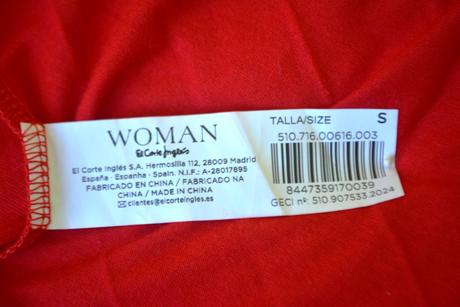 WOMAN
El Corte Inglés
El Corte Inglés S.A. Hermosilla 112, 28009 Madrid
España · Espanha · Spain. N.I.F.: A-28017895
FABRICADO EN CHINA / FABRICADO NA
CHINA / MADE IN CHINA
clientes@elcorteingles.es
TALLA/SIZE S
510.716.00616.003
8447359170039
GECI nº: 510.907533.2024